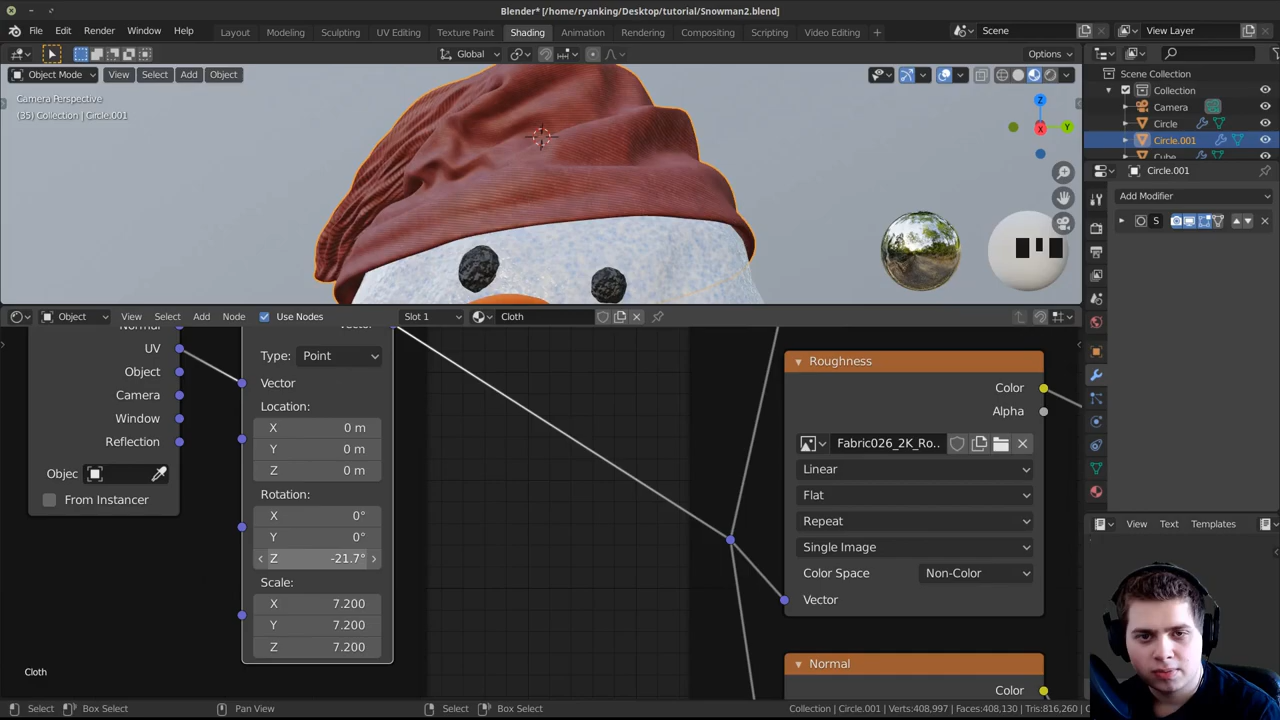 Blender* [/home/ryanking/Desktop/tutorial/Snowman2.blend]
File Edit Render Window Help Layout Modeling Sculpting UV Editing Texture Paint Shading Animation Rendering Compositing Scripting Video Editing + Scene View Layer
Global Options
Object Mode View Select Add Object
Camera Perspective
(35) Collection | Circle.001
Z
Y
X
Scene Collection
Collection
Camera
Circle
Circle.001
Cube
Circle.001
Add Modifier
S
Object View Select Add Node Use Nodes Slot 1 Cloth
Normal
UV
Object
Camera
Window
Reflection
Objec
From Instancer
Vector
Type: Point
Vector
Location:
X 0 m
Y 0 m
Z 0 m
Rotation:
X 0°
Y 0°
Z -21.7°
Scale:
X 7.200
Y 7.200
Z 7.200
Roughness
Color
Alpha
Fabric026_2K_Ro..
Linear
Flat
Repeat
Single Image
Color Space Non-Color
Vector
Normal
Color
View Text Templates
Cloth
Select Box Select Pan View Select Box Select Collection | Circle.001 | Verts:408,997 | Faces:408,130 | Tris:816,260